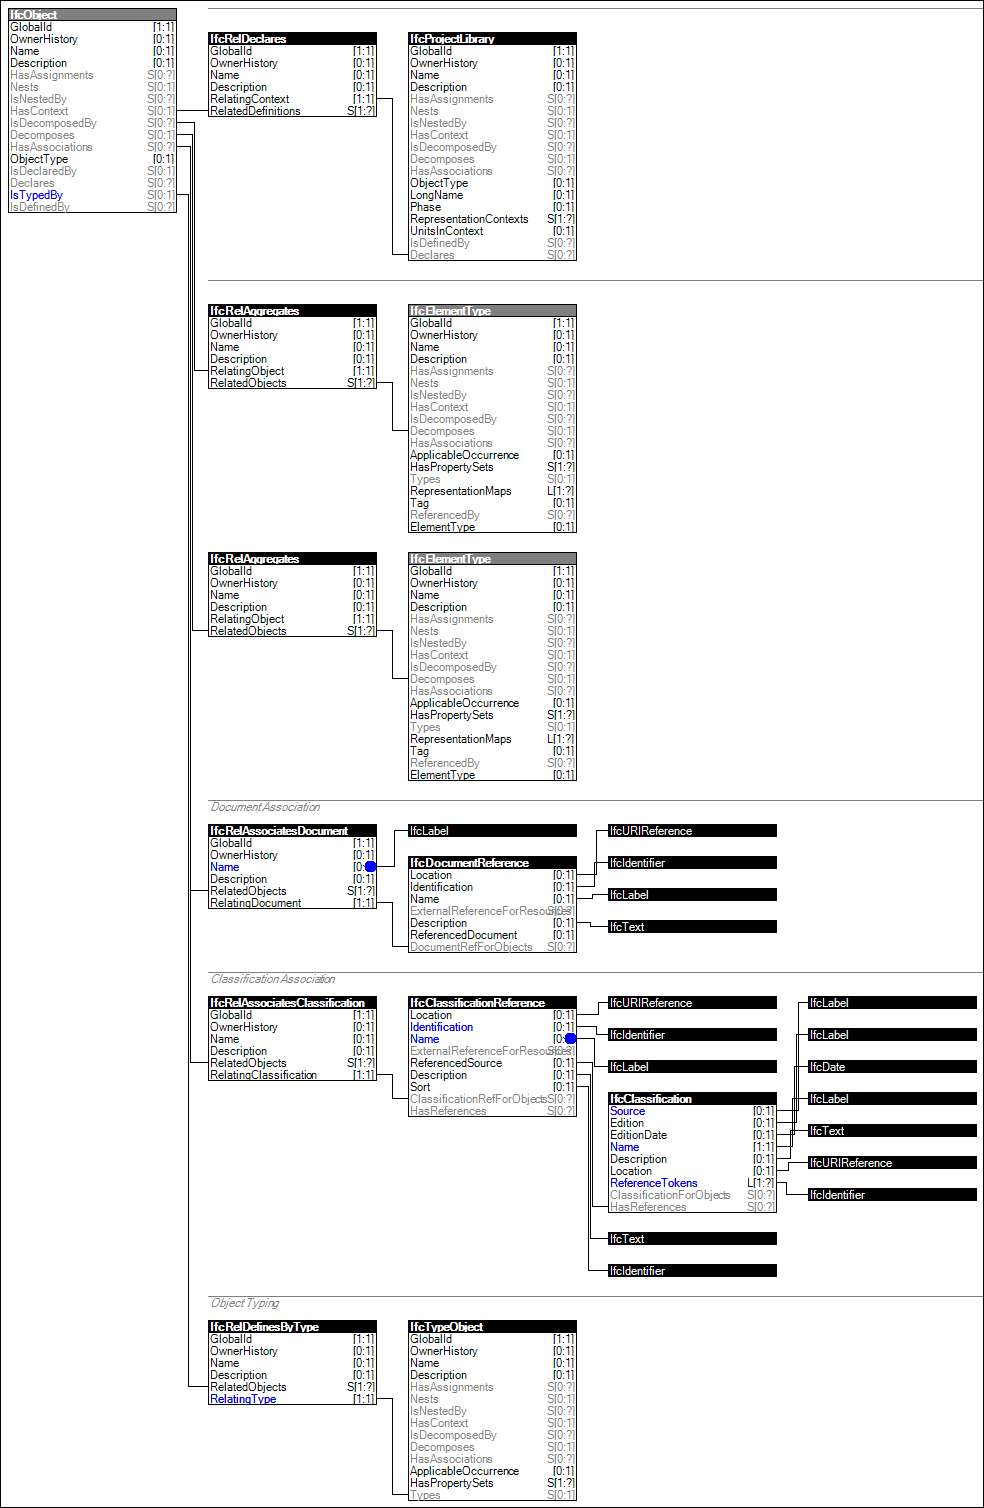 IfcObject
GlobalId [1:1]
OwnerHistory [0:1]
Name [0:1]
Description [0:1]
HasAssignments S[0:?]
Nests S[0:1]
IsNestedBy S[0:?]
HasContext S[0:1]
IsDecomposedBy S[0:?]
Decomposes S[0:1]
HasAssociations S[0:?]
ObjectType [0:1]
IsDeclaredBy S[0:1]
Declares S[0:?]
IsTypedBy S[0:1]
IsDefinedBy S[0:?]
IfcRelDeclares
GlobalId [1:1]
OwnerHistory [0:1]
Name [0:1]
Description [0:1]
RelatingContext [1:1]
RelatedDefinitions S[1:?]
IfcProjectLibrary
GlobalId [1:1]
OwnerHistory [0:1]
Name [0:1]
Description [0:1]
HasAssignments S[0:?]
Nests S[0:1]
IsNestedBy S[0:?]
HasContext S[0:1]
IsDecomposedBy S[0:?]
Decomposes S[0:1]
HasAssociations S[0:?]
ObjectType [0:1]
LongName [0:1]
Phase [0:1]
RepresentationContexts S[1:?]
UnitsInContext [0:1]
IsDefinedBy S[0:?]
Declares S[0:?]
IfcRelAggregates
GlobalId [1:1]
OwnerHistory [0:1]
Name [0:1]
Description [0:1]
RelatingObject [1:1]
RelatedObjects S[1:?]
IfcElementType
GlobalId [1:1]
OwnerHistory [0:1]
Name [0:1]
Description [0:1]
HasAssignments S[0:?]
Nests S[0:1]
IsNestedBy S[0:?]
HasContext S[0:1]
IsDecomposedBy S[0:?]
Decomposes S[0:1]
HasAssociations S[0:?]
ApplicableOccurrence [0:1]
HasPropertySets S[1:?]
Types S[0:1]
RepresentationMaps L[1:?]
Tag [0:1]
ReferencedBy S[0:?]
ElementType [0:1]
IfcRelAggregates
GlobalId [1:1]
OwnerHistory [0:1]
Name [0:1]
Description [0:1]
RelatingObject [1:1]
RelatedObjects S[1:?]
IfcElementType
GlobalId [1:1]
OwnerHistory [0:1]
Name [0:1]
Description [0:1]
HasAssignments S[0:?]
Nests S[0:1]
IsNestedBy S[0:?]
HasContext S[0:1]
IsDecomposedBy S[0:?]
Decomposes S[0:1]
HasAssociations S[0:?]
ApplicableOccurrence [0:1]
HasPropertySets S[1:?]
Types S[0:1]
RepresentationMaps L[1:?]
Tag [0:1]
ReferencedBy S[0:?]
ElementType [0:1]
Document Association
IfcRelAssociatesDocument
GlobalId [1:1]
OwnerHistory [0:1]
Name [0:
Description [0:1]
RelatedObjects S[1:?]
RelatingDocument [1:1]
IfcLabel
IfcDocumentReference
Location [0:1]
Identification [0:1]
Name [0:1]
ExternalReferenceForResources S[0:?]
Description [0:1]
ReferencedDocument [0:1]
DocumentRefForObjects S[0:?]
IfcURIReference
IfcIdentifier
IfcLabel
IfcText
Classification Association
IfcRelAssociatesClassification
GlobalId [1:1]
OwnerHistory [0:1]
Name [0:1]
Description [0:1]
RelatedObjects S[1:?]
RelatingClassification [1:1]
IfcClassificationReference
Location [0:1]
Identification [0:1]
Name [0:
ExternalReferenceForResources S[0:?]
ReferencedSource [0:1]
Description [0:1]
Sort [0:1]
ClassificationRefForObjects S[0:?]
HasReferences S[0:?]
IfcURIReference
IfcIdentifier
IfcLabel
IfcClassification
Source [0:1]
Edition [0:1]
EditionDate [0:1]
Name [1:1]
Description [0:1]
Location [0:1]
ReferenceTokens L[1:?]
ClassificationForObjects S[0:?]
HasReferences S[0:?]
IfcText
IfcIdentifier
IfcLabel
IfcLabel
IfcDate
IfcLabel
IfcText
IfcURIReference
IfcIdentifier
Object Typing
IfcRelDefinesByType
GlobalId [1:1]
OwnerHistory [0:1]
Name [0:1]
Description [0:1]
RelatedObjects S[1:?]
RelatingType [1:1]
IfcTypeObject
GlobalId [1:1]
OwnerHistory [0:1]
Name [0:1]
Description [0:1]
HasAssignments S[0:?]
Nests S[0:1]
IsNestedBy S[0:?]
HasContext S[0:1]
IsDecomposedBy S[0:?]
Decomposes S[0:1]
HasAssociations S[0:?]
ApplicableOccurrence [0:1]
HasPropertySets S[1:?]
Types S[0:1]